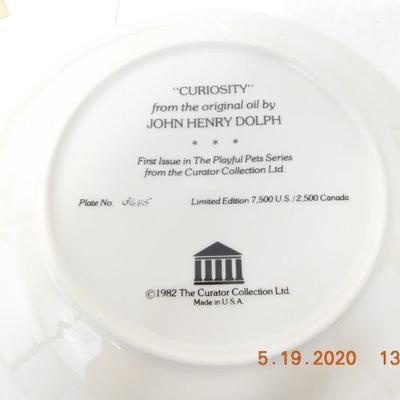 "CURIOSITY"
from the original oil by
JOHN HENRY DOLPH
* * *
First Issue in The Playful Pets Series
from the Curator Collection Ltd.
Plate No. 3645 Limited Edition 7,500 U.S./2,500 Canada
©1982 The Curator Collection Ltd.
Made in U.S.A.
5.19.2020 13